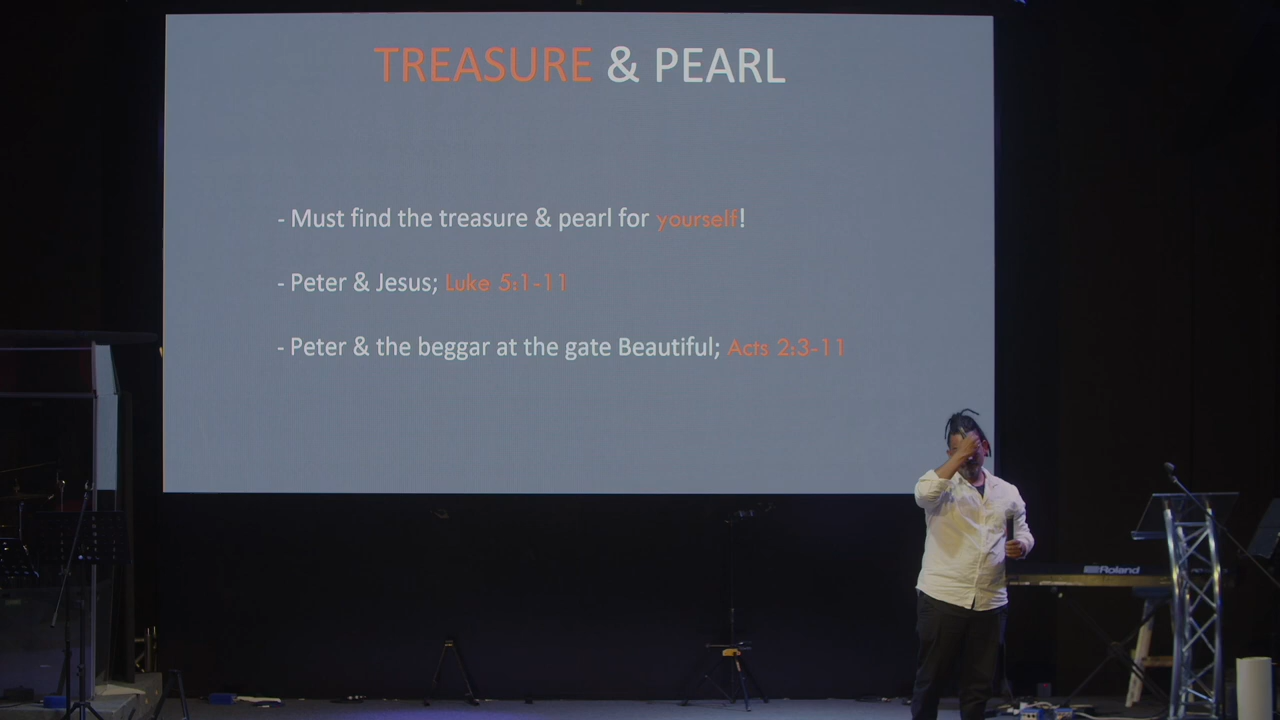 TREASURE & PEARL
- Must find the treasure & pearl for yourself!
- Peter & Jesus; Luke 5:1-11
- Peter & the beggar at the gate Beautiful; Acts 2:3-11
Roland